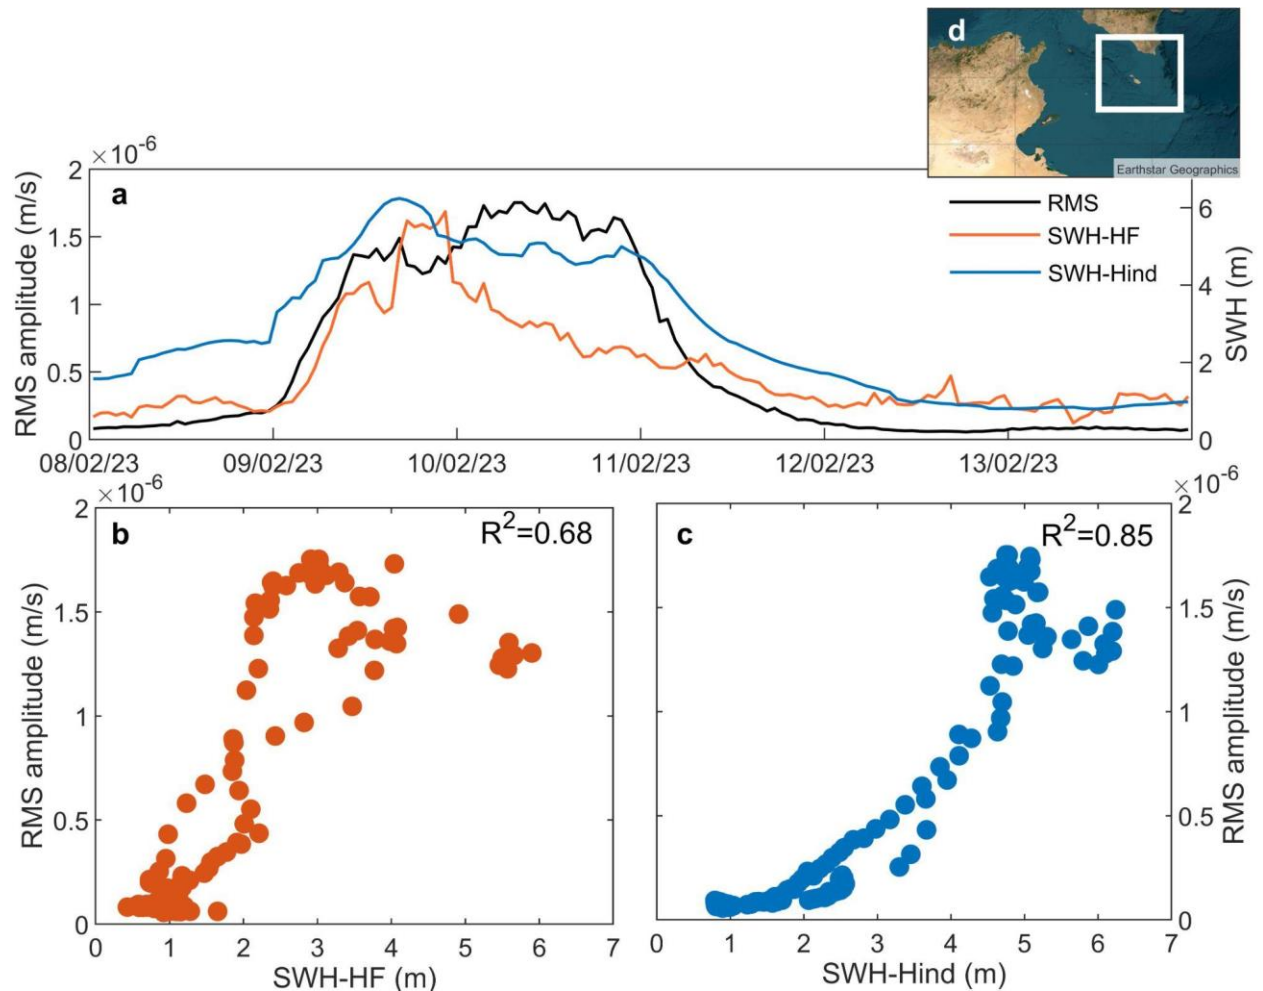 d
Earthstar Geographics
×10⁻⁶
a
RMS amplitude (m/s)
2
1.5
1
0.5
0
RMS
SWH-HF
SWH-Hind
6
4
2
0
SWH (m)
08/02/23 09/02/23 10/02/23 11/02/23 12/02/23 13/02/23
×10⁻⁶
b
R²=0.68
RMS amplitude (m/s)
2
1.5
1
0.5
0
0 1 2 3 4 5 6 7
SWH-HF (m)
×10⁻⁶
c
R²=0.85
2
1.5
1
0.5
0
RMS amplitude (m/s)
0 1 2 3 4 5 6 7
SWH-Hind (m)